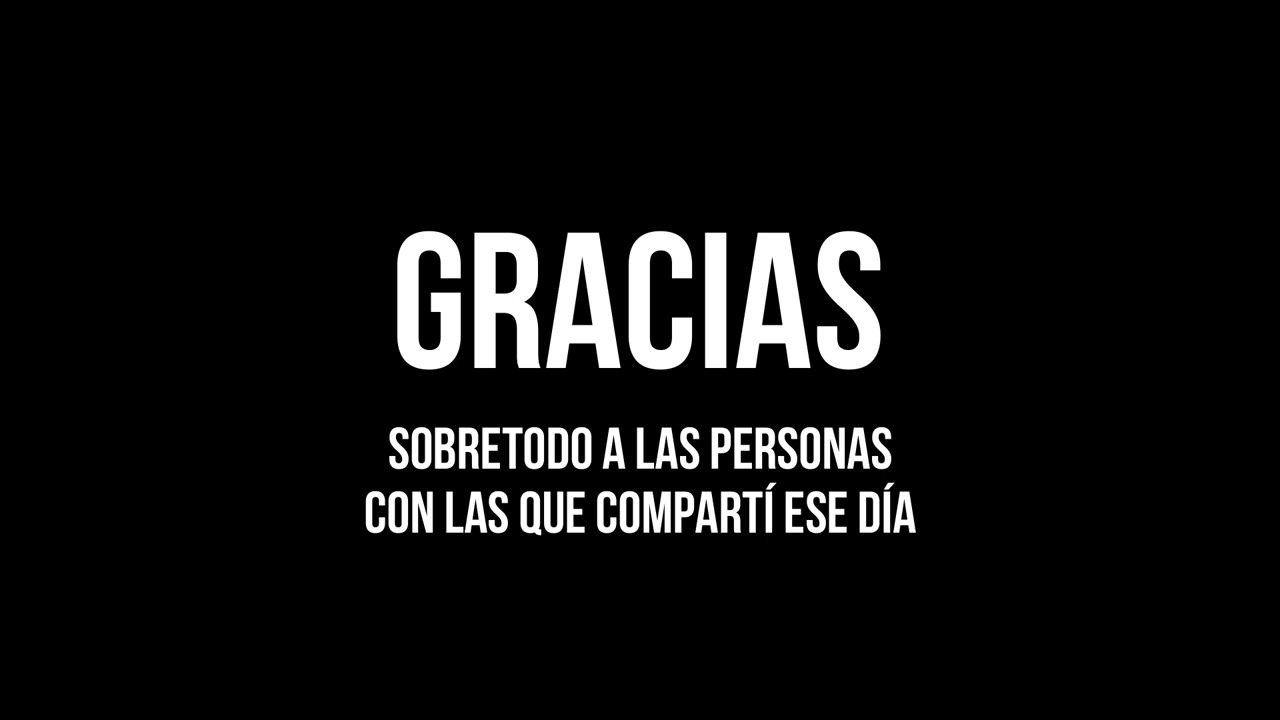 GRACIAS
SOBRETODO A LAS PERSONAS
CON LAS QUE COMPARTÍ ESE DÍA